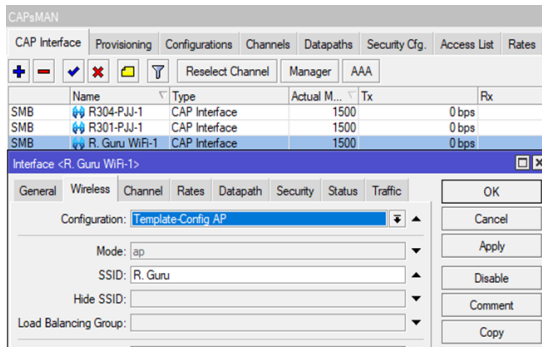 CAPsMAN
CAP Interface Provisioning Configurations Channels Datapaths Security Cfg. Access List Rates
Reselect Channel Manager AAA
Name Type Actual M... Tx Rx
SMB R304-PJJ-1 CAP Interface 1500 0 bps
SMB R301-PJJ-1 CAP Interface 1500 0 bps
SMB R. Guru WiFi-1 CAP Interface 1500 0 bps
Interface <R. Guru WiFi-1>
General Wireless Channel Rates Datapath Security Status Traffic
OK
Configuration: Template-Config AP
Cancel
Mode: ap
Apply
SSID: R. Guru
Disable
Hide SSID:
Comment
Load Balancing Group:
Copy